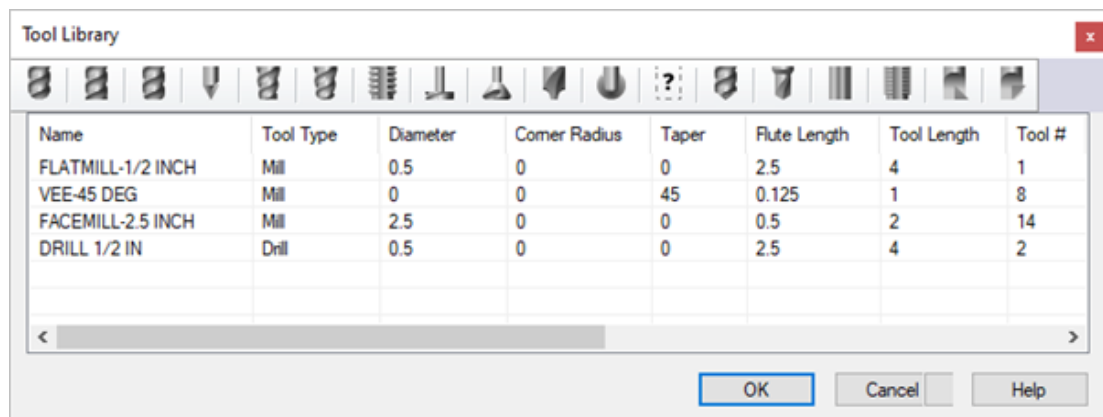 Tool Library
x
?
Name Tool Type Diameter Corner Radius Taper Flute Length Tool Length Tool #
FLATMILL-1/2 INCH Mill 0.5 0 0 2.5 4 1
VEE-45 DEG Mill 0 0 45 0.125 1 8
FACEMILL-2.5 INCH Mill 2.5 0 0 0.5 2 14
DRILL 1/2 IN Drill 0.5 0 0 2.5 4 2
OK Cancel Help